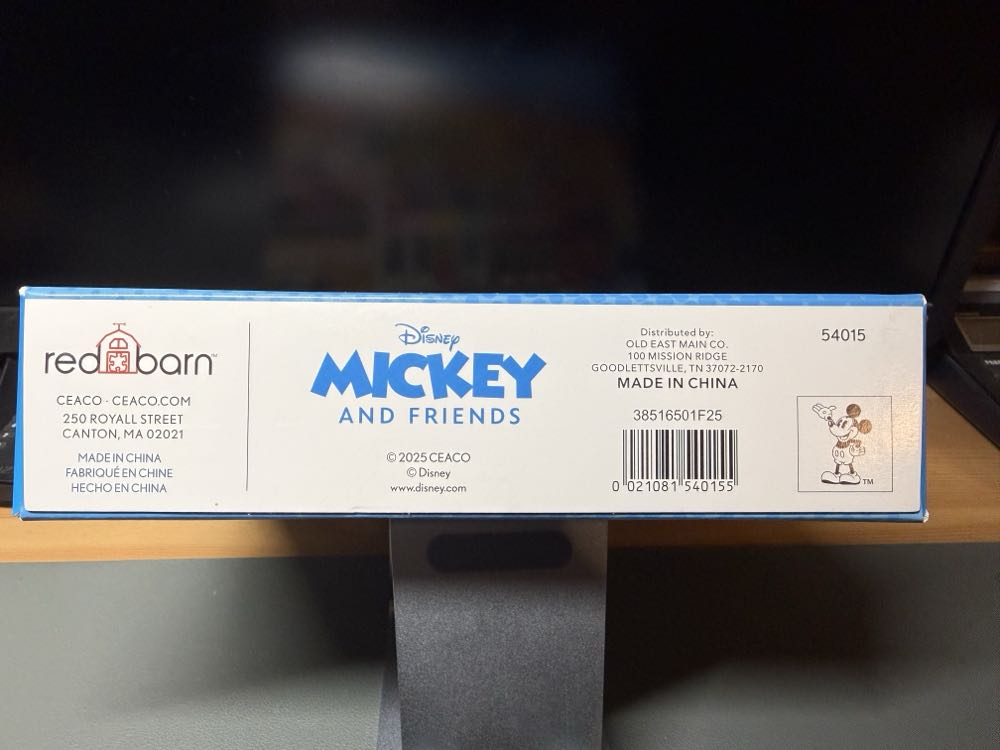 red barn™
CEACO · CEACO.COM
250 ROYALL STREET
CANTON, MA 02021
MADE IN CHINA
FABRIQUÉ EN CHINE
HECHO EN CHINA
Disney
MICKEY
AND FRIENDS
© 2025 CEACO
© Disney
www.disney.com
Distributed by:
OLD EAST MAIN CO.
100 MISSION RIDGE
GOODLETTSVILLE, TN 37072-2170
MADE IN CHINA
38516501F25
0 021081 540155
54015
TM